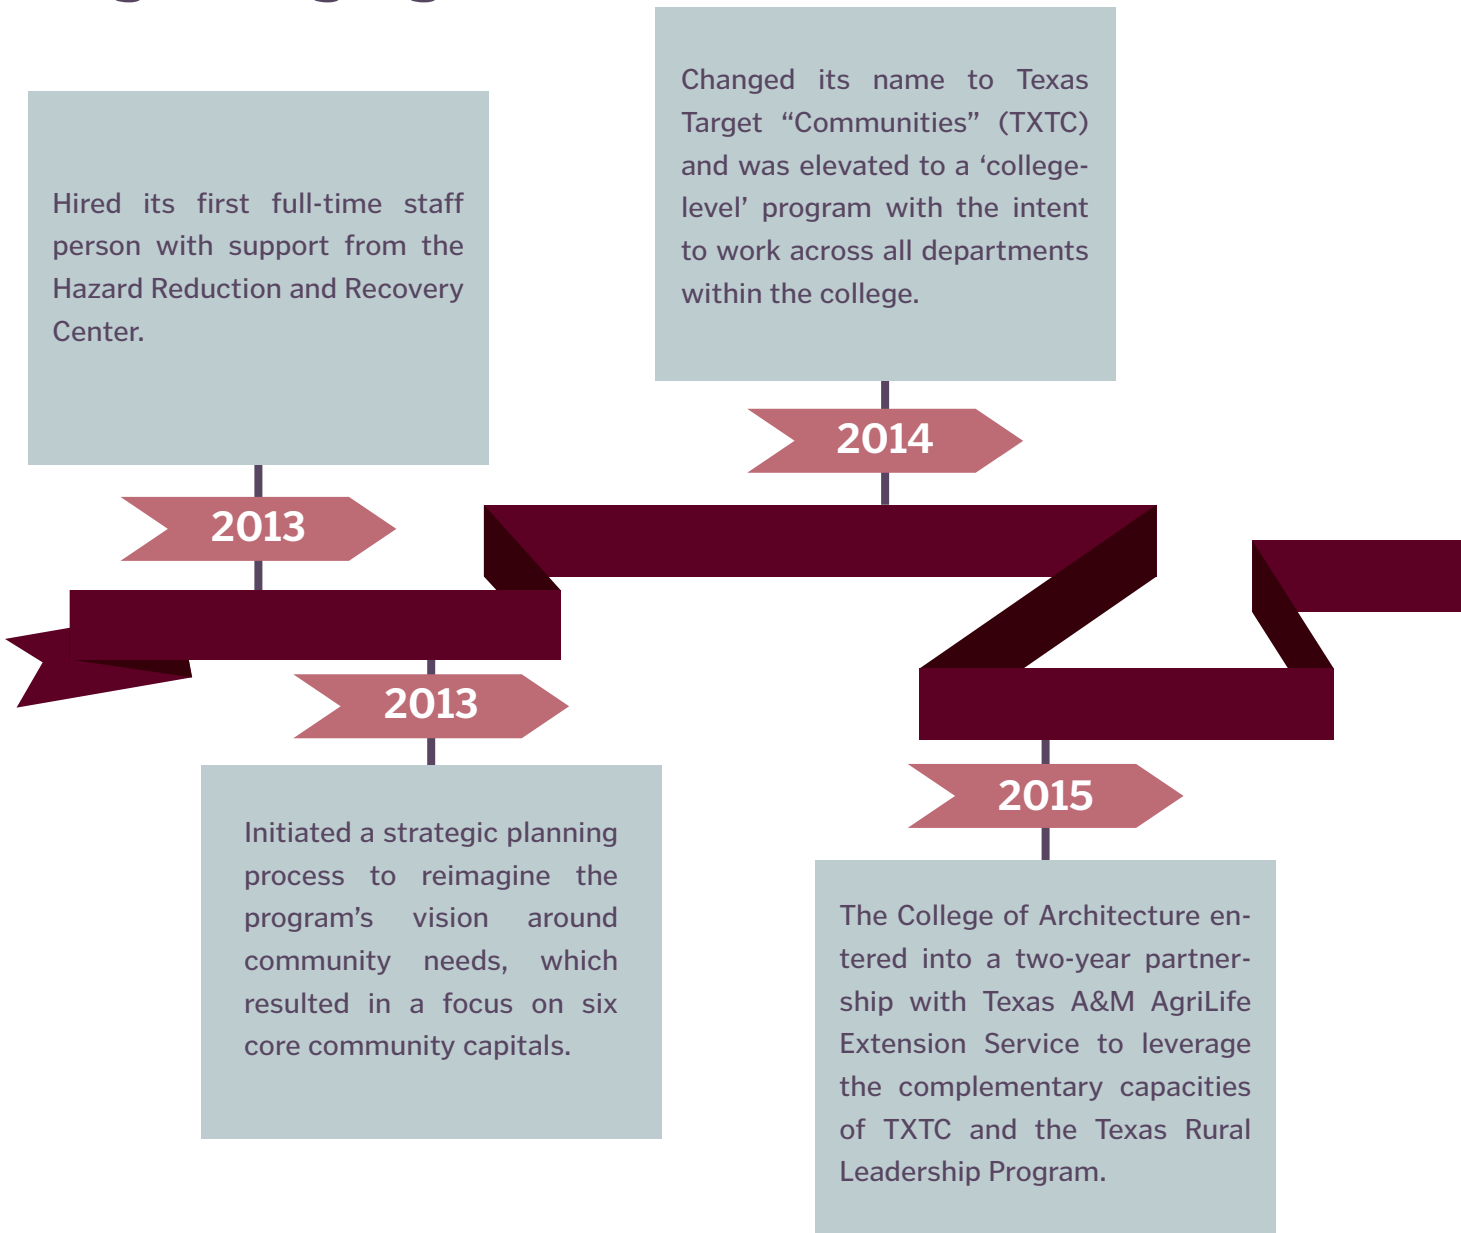 Hired its first full-time staff
person with support from the
Hazard Reduction and Recovery
Center.
2013
2013
Initiated a strategic planning
process to reimagine the
program’s vision around
community needs, which
resulted in a focus on six
core community capitals.
Changed its name to Texas
Target “Communities” (TXTC)
and was elevated to a ‘college-
level’ program with the intent
to work across all departments
within the college.
2014
2015
The College of Architecture en-
tered into a two-year partner-
ship with Texas A&M AgriLife
Extension Service to leverage
the complementary capacities
of TXTC and the Texas Rural
Leadership Program.